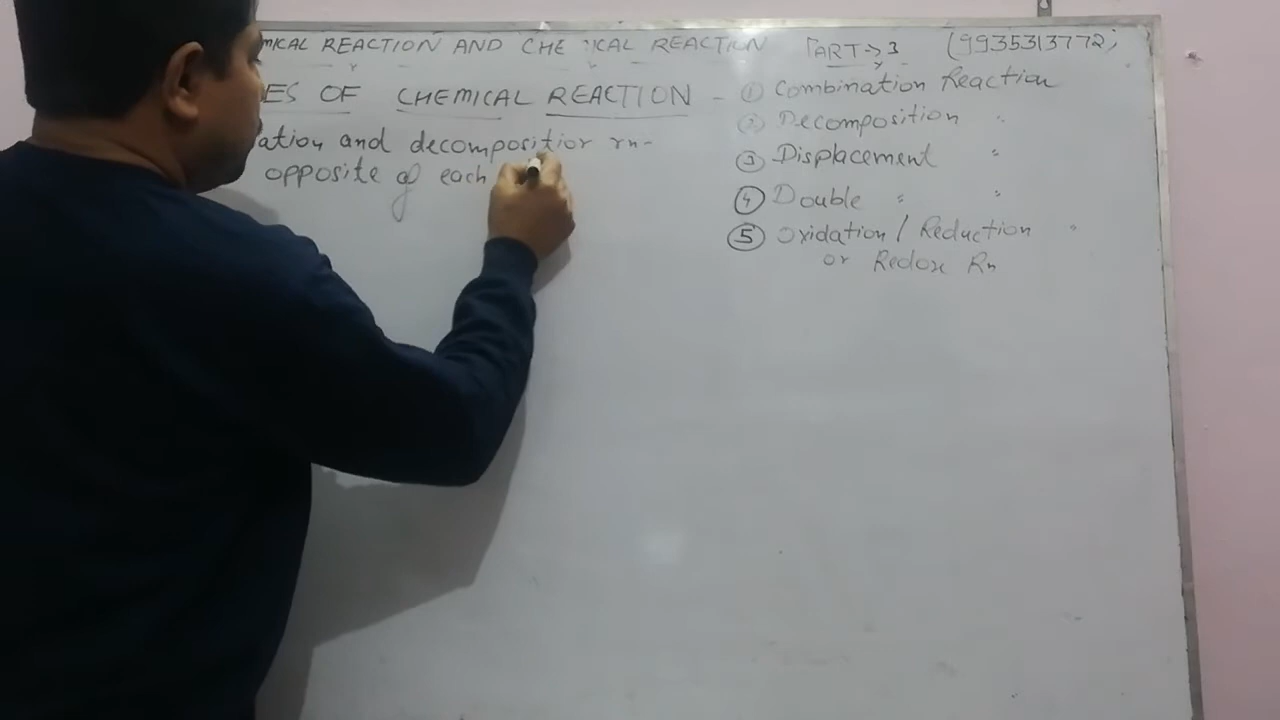 MICAL REACTION AND CHE ICAL REACTION PART → 3 (9935313772)
ES OF CHEMICAL REACTION -
ation and decomposition rn-
opposite of each
① Combination Reaction
② Decomposition "
③ Displacement "
④ Double " "
⑤ Oxidation / Reduction "
or Redox Rn